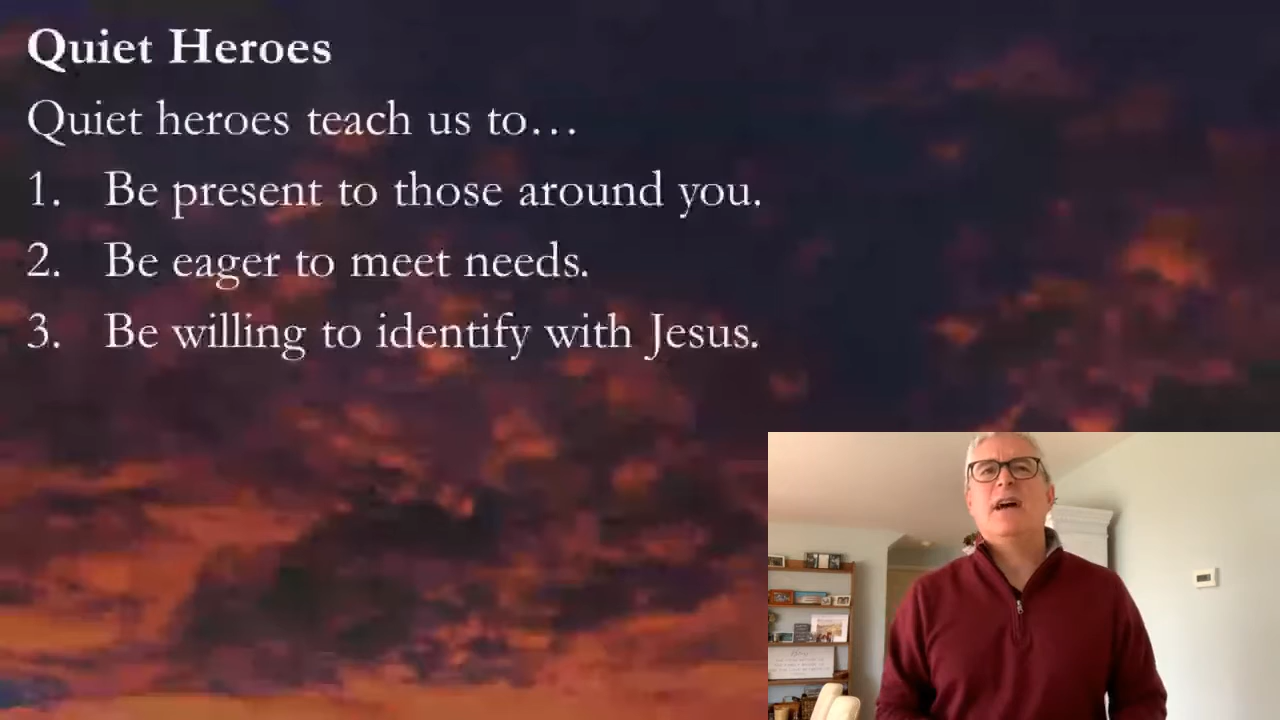 Quiet Heroes
Quiet heroes teach us to…
1. Be present to those around you.
2. Be eager to meet needs.
3. Be willing to identify with Jesus.